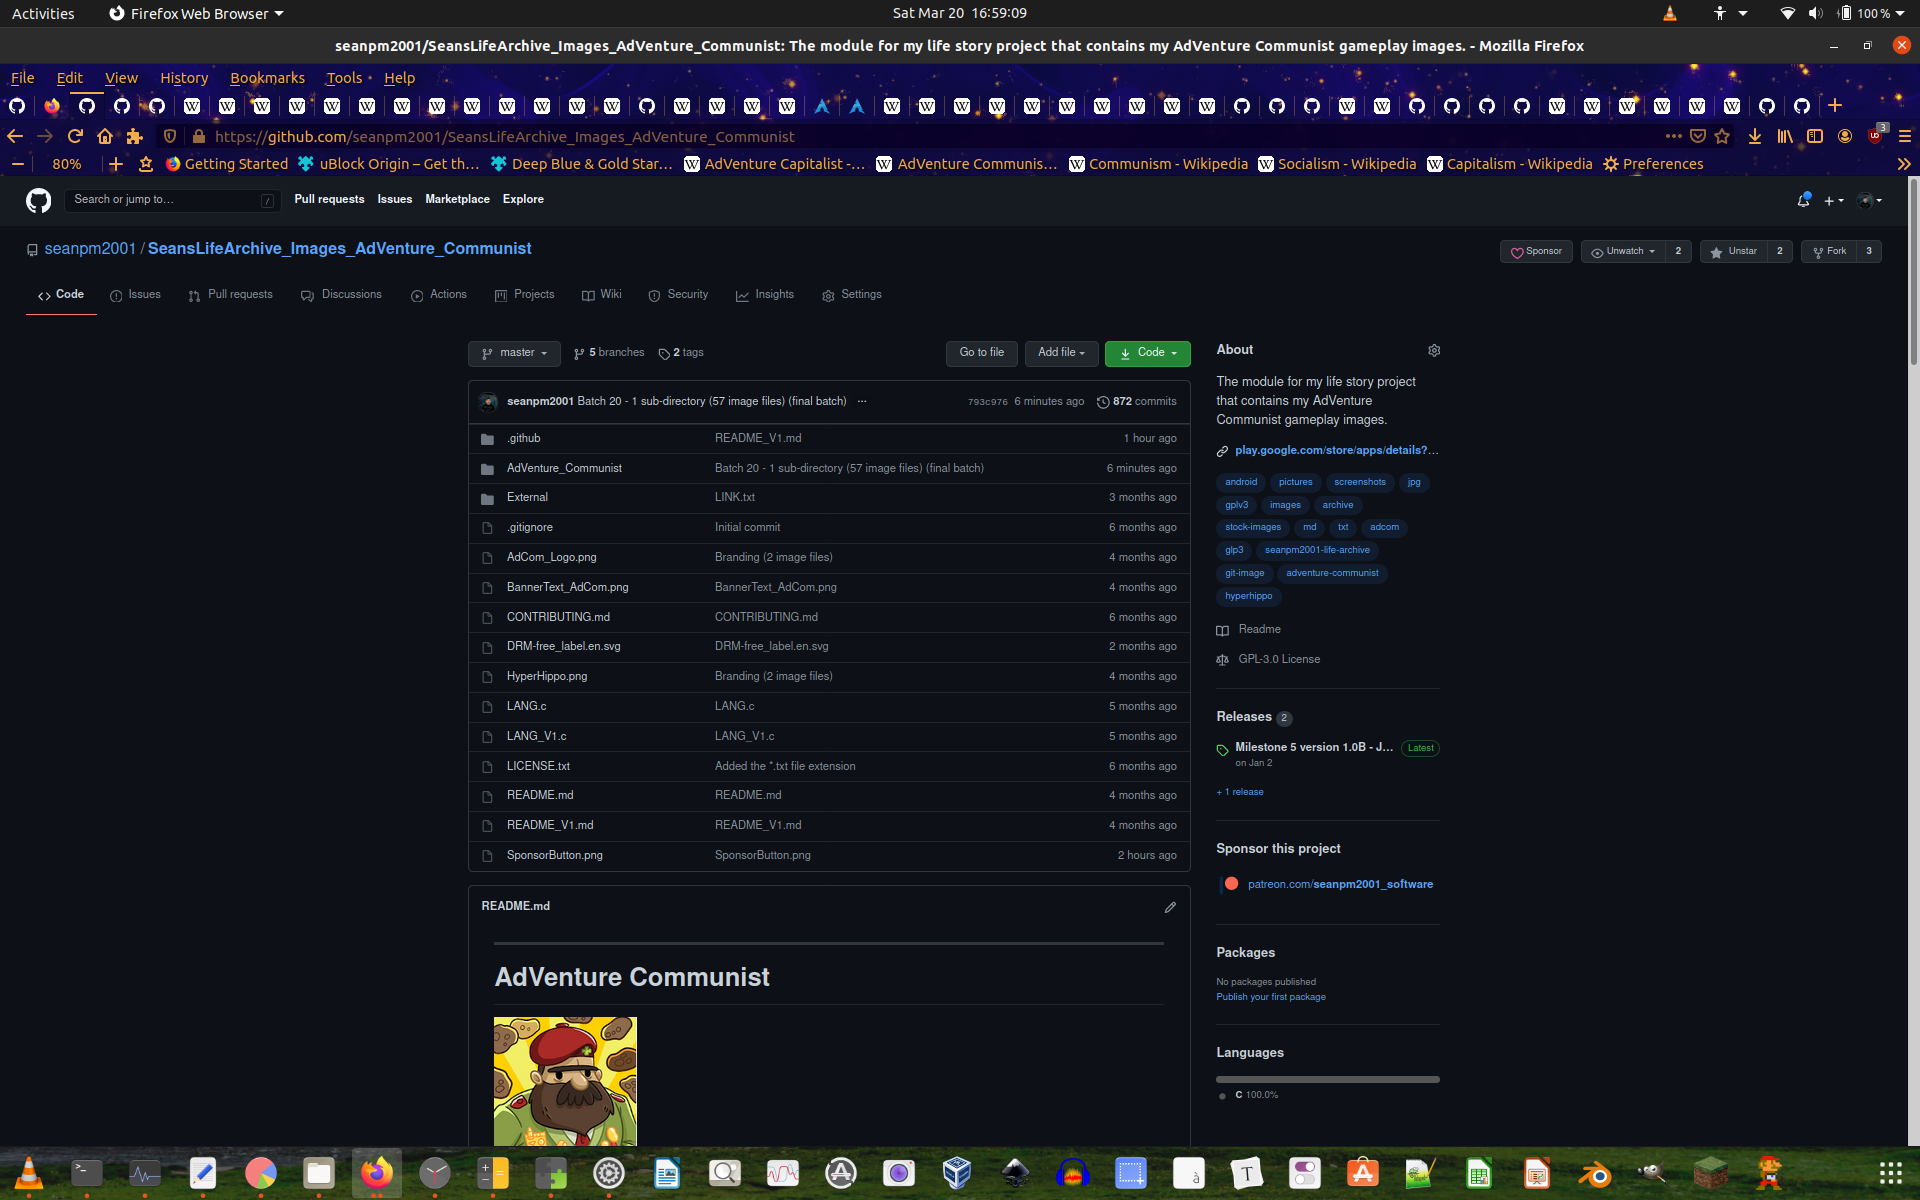 Activities Firefox Web Browser Sat Mar 20 16:59:09 100 %
seanpm2001/SeansLifeArchive_Images_AdVenture_Communist: The module for my life story project that contains my AdVenture Communist gameplay images. - Mozilla Firefox
File Edit View History Bookmarks Tools Help
https://github.com/seanpm2001/SeansLifeArchive_Images_AdVenture_Communist 3
80% Getting Started uBlock Origin – Get th… Deep Blue & Gold Star… AdVenture Capitalist -… AdVenture Communis… Communism - Wikipedia Socialism - Wikipedia Capitalism - Wikipedia Preferences
Search or jump to… / Pull requests Issues Marketplace Explore
seanpm2001 / SeansLifeArchive_Images_AdVenture_Communist Sponsor Unwatch 2 Unstar 2 Fork 3
Code Issues Pull requests Discussions Actions Projects Wiki Security Insights Settings
master 5 branches 2 tags Go to file Add file Code
seanpm2001 Batch 20 - 1 sub-directory (57 image files) (final batch) ... 793c976 6 minutes ago 872 commits
.github README_V1.md 1 hour ago
AdVenture_Communist Batch 20 - 1 sub-directory (57 image files) (final batch) 6 minutes ago
External LINK.txt 3 months ago
.gitignore Initial commit 6 months ago
AdCom_Logo.png Branding (2 image files) 4 months ago
BannerText_AdCom.png BannerText_AdCom.png 4 months ago
CONTRIBUTING.md CONTRIBUTING.md 6 months ago
DRM-free_label.en.svg DRM-free_label.en.svg 2 months ago
HyperHippo.png Branding (2 image files) 4 months ago
LANG.c LANG.c 5 months ago
LANG_V1.c LANG_V1.c 5 months ago
LICENSE.txt Added the *.txt file extension 6 months ago
README.md README.md 4 months ago
README_V1.md README_V1.md 4 months ago
SponsorButton.png SponsorButton.png 2 hours ago
README.md
AdVenture Communist
About
The module for my life story project
that contains my AdVenture
Communist gameplay images.
play.google.com/store/apps/details?…
android pictures screenshots jpg
gplv3 images archive
stock-images md txt adcom
glp3 seanpm2001-life-archive
git-image adventure-communist
hyperhippo
Readme
GPL-3.0 License
Releases 2
Milestone 5 version 1.0B - J… Latest
on Jan 2
+ 1 release
Sponsor this project
patreon.com/seanpm2001_software
Packages
No packages published
Publish your first package
Languages
C 100.0%